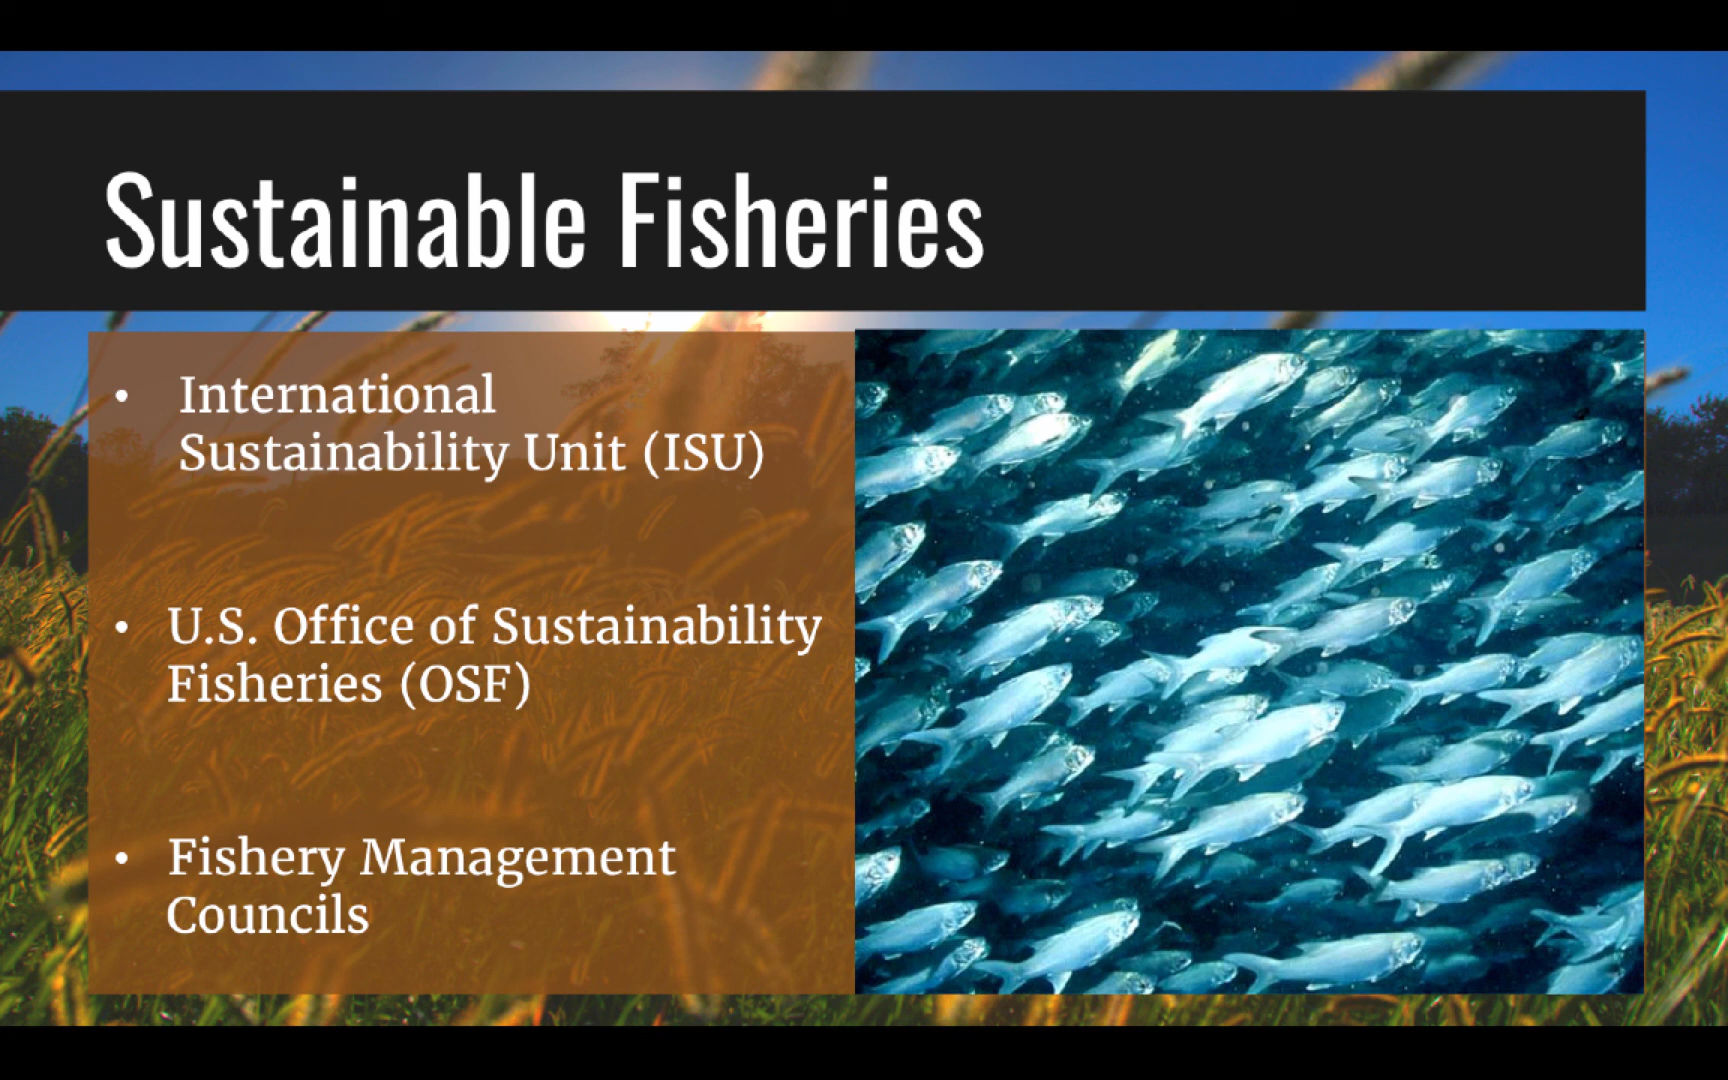 Sustainable Fisheries
• International
Sustainability Unit (ISU)
• U.S. Office of Sustainability
Fisheries (OSF)
• Fishery Management
Councils